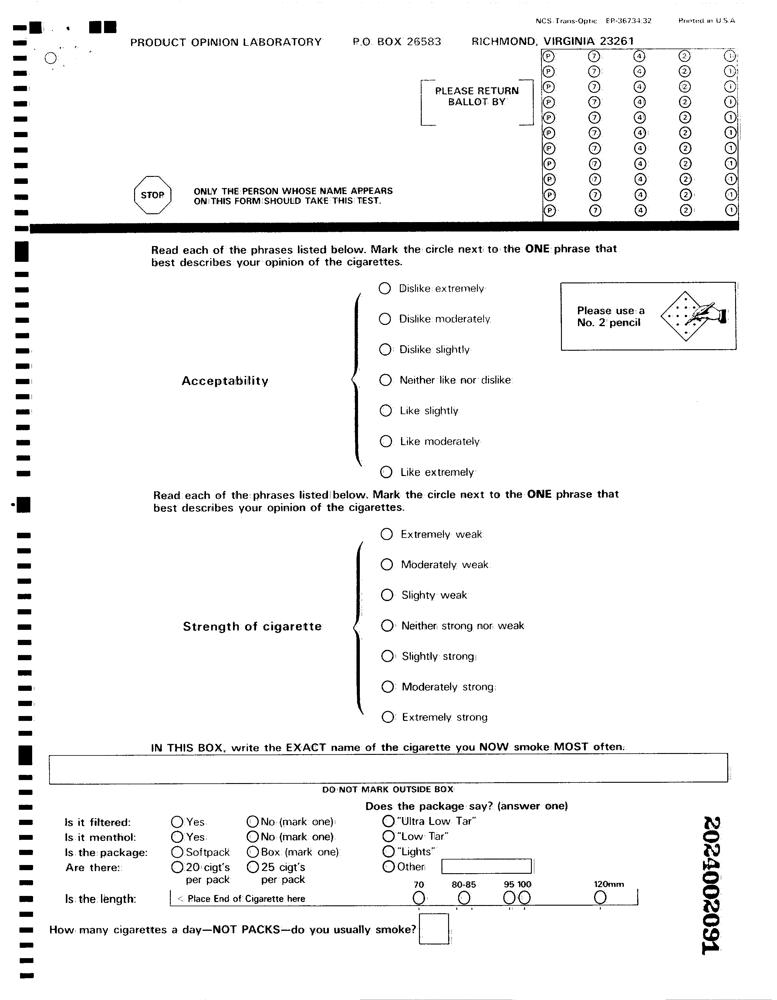 NCS Trans-Optic EP-36734:32 Printed in U.S.A.
PRODUCT OPINION LABORATORY P.O. BOX 26583 RICHMOND, VIRGINIA 23261
P 7 4 2 1
P 7 4 2 1
P 7 4 2 1
PLEASE RETURN
BALLOT BY
P 7 4 2 1
P 7 4 2 1
P 7 4 2 1
P 7 4 2 1
P 7 4 2 1
P 7 4 2 1
STOP
ONLY THE PERSON WHOSE NAME APPEARS
ON THIS FORM SHOULD TAKE THIS TEST.
P 7 4 2 1
P 7 4 2 1
Read each of the phrases listed below. Mark the circle next to the ONE phrase that
best describes your opinion of the cigarettes.
Acceptability
Dislike extremely
Dislike moderately
Dislike slightly
Neither like nor dislike
Like slightly
Like moderately
Like extremely
Please use a
No. 2 pencil
Read each of the phrases listed below. Mark the circle next to the ONE phrase that
best describes your opinion of the cigarettes.
Strength of cigarette
Extremely weak
Moderately weak
Slighty weak
Neither strong nor weak
Slightly strong
Moderately strong
Extremely strong
IN THIS BOX, write the EXACT name of the cigarette you NOW smoke MOST often.
DO NOT MARK OUTSIDE BOX
Does the package say? (answer one)
Is it filtered: Yes No (mark one) "Ultra Low Tar"
Is it menthol: Yes No (mark one) "Low Tar"
Is the package: Softpack Box (mark one) "Lights"
Are there: 20 cigt's 25 cigt's Other
per pack per pack
70 80-85 95 100 120mm
Is the length: < Place End of Cigarette here
How many cigarettes a day—NOT PACKS—do you usually smoke?
2024002091